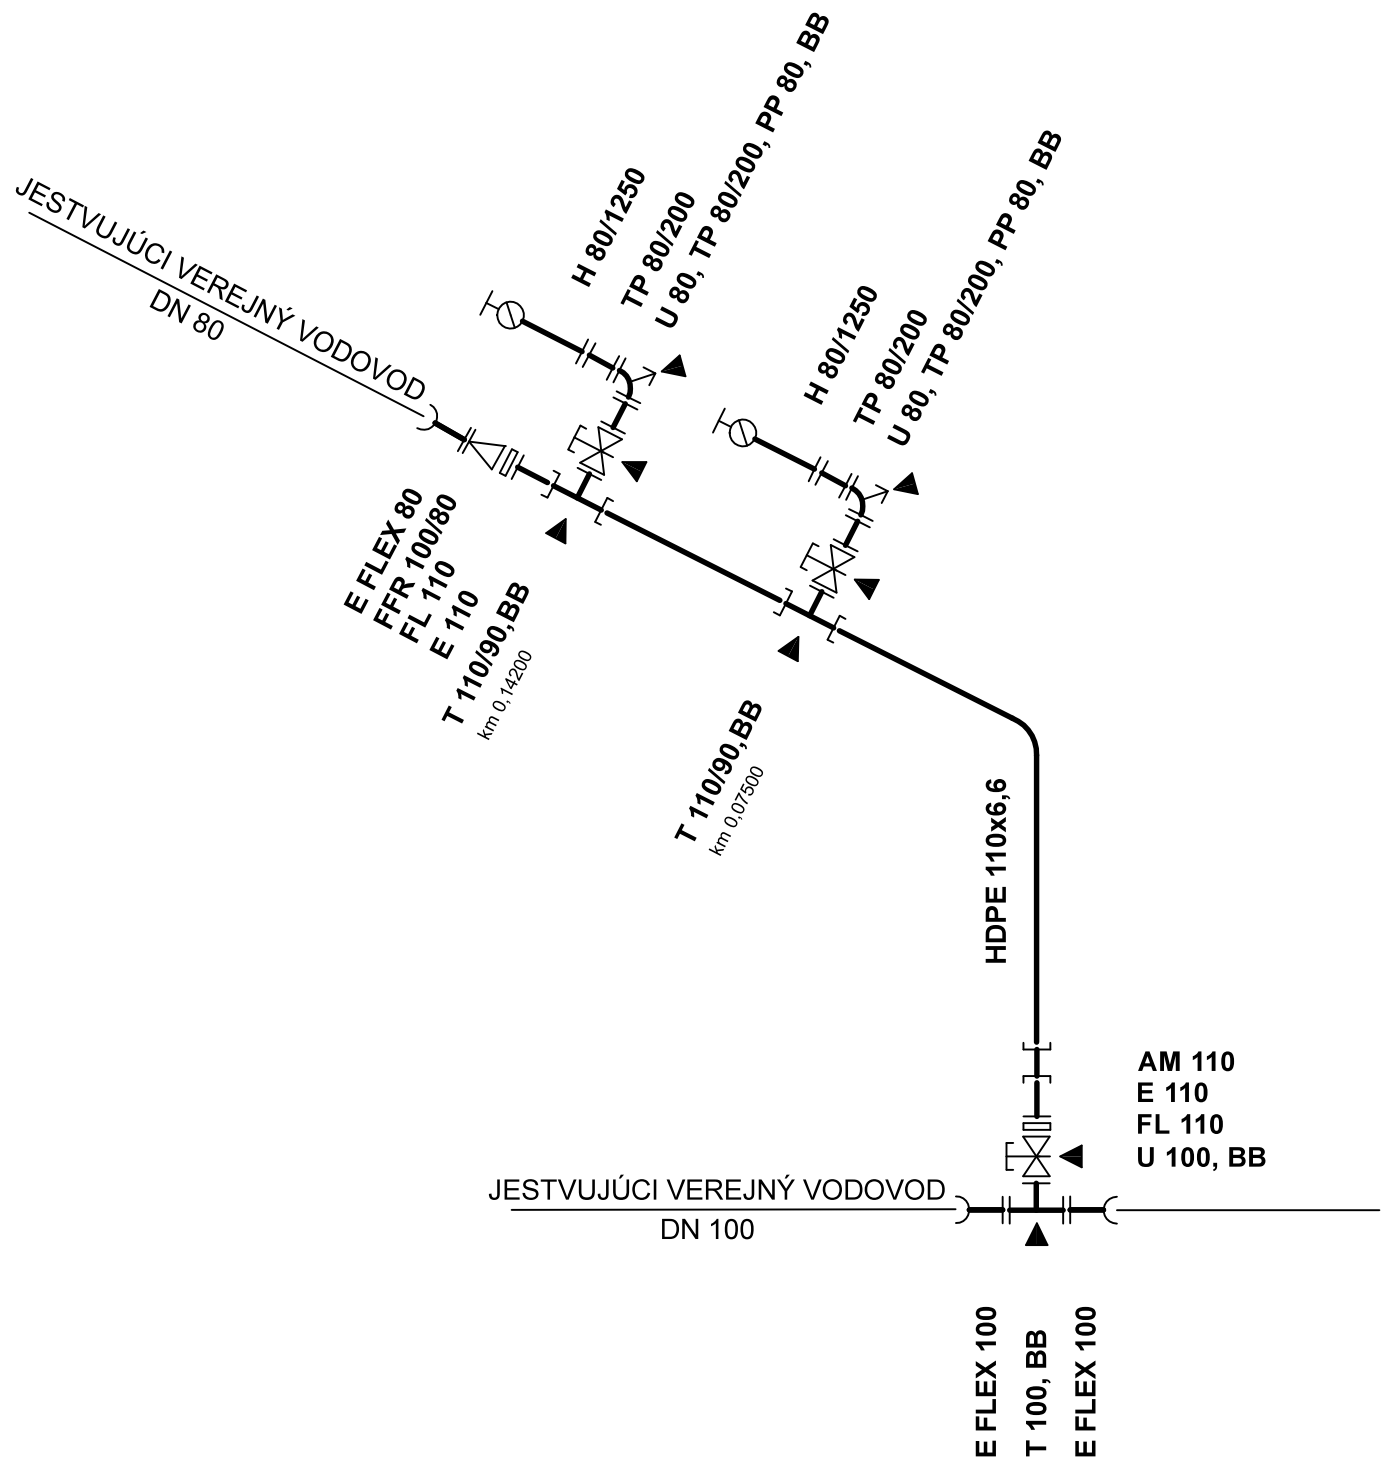 JESTVUJÚCI VEREJNÝ VODOVOD
DN 80
H 80/1250
TP 80/200
U 80, TP 80/200, PP 80, BB
H 80/1250
TP 80/200
U 80, TP 80/200, PP 80, BB
E FLEX 80
FFR 100/80
FL 110
E 110
T 110/90,BB
km 0,14200
T 110/90,BB
km 0,07500
HDPE 110x6,6
AM 110
E 110
FL 110
U 100, BB
JESTVUJÚCI VEREJNÝ VODOVOD
DN 100
E FLEX 100
T 100, BB
E FLEX 100